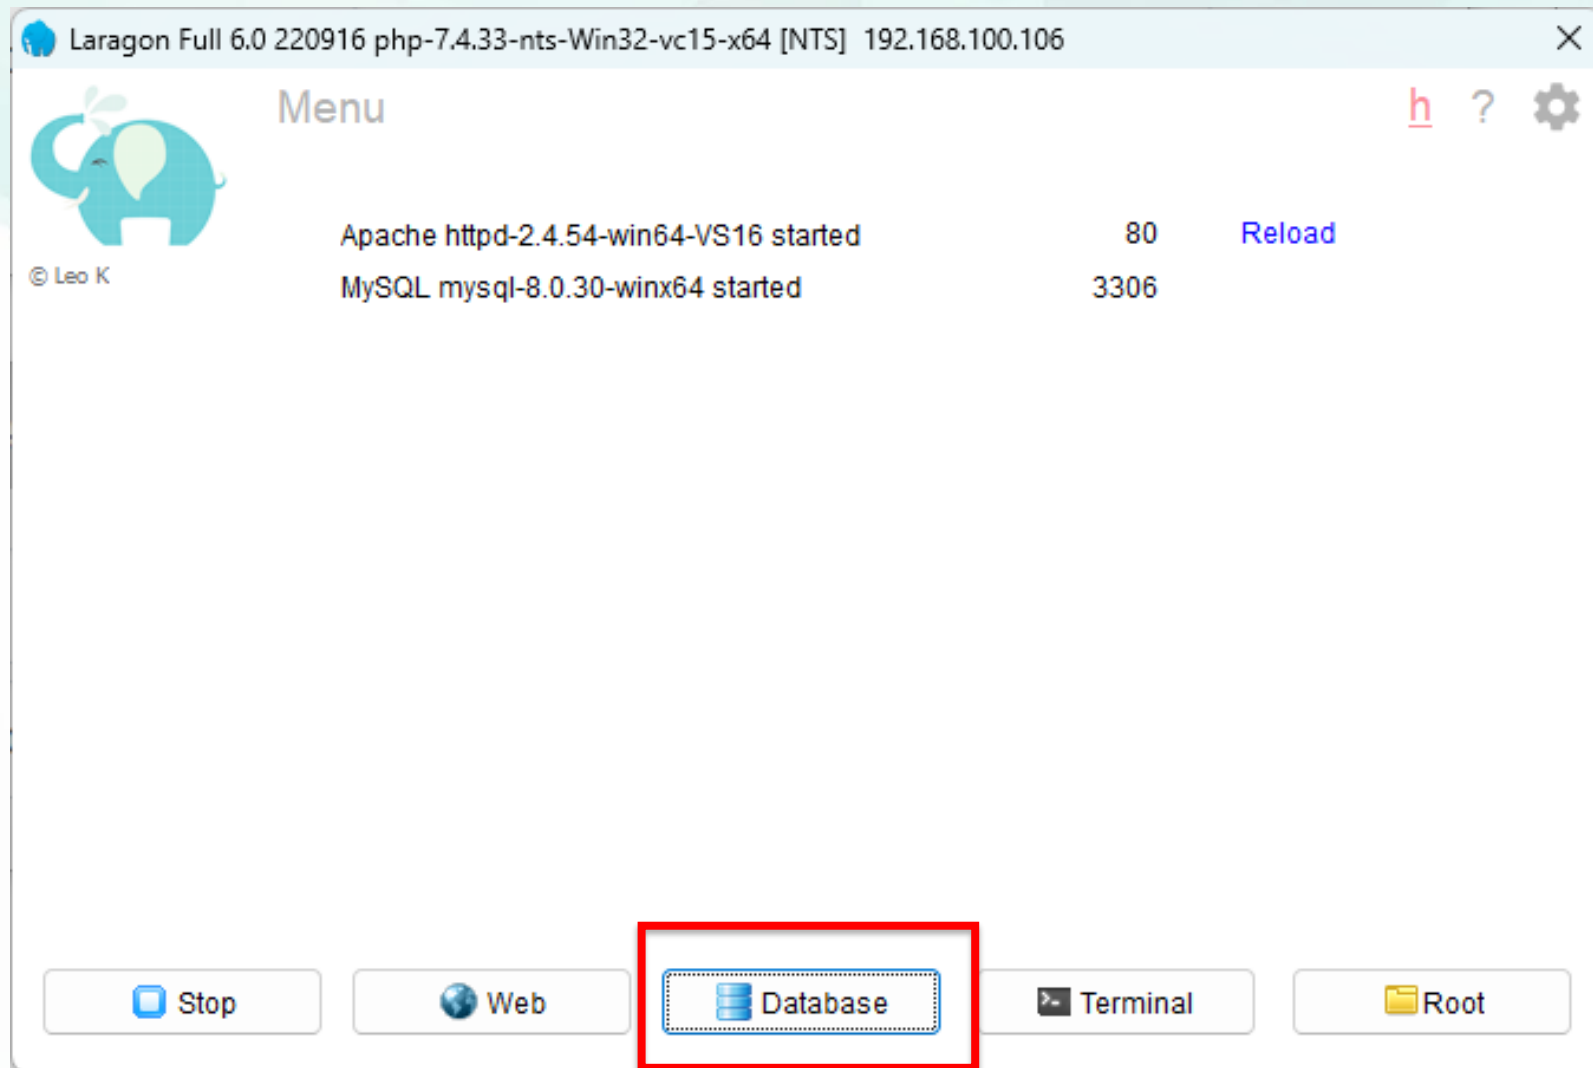 Laragon Full 6.0 220916 php-7.4.33-nts-Win32-vc15-x64 [NTS] 192.168.100.106
Menu
h ?
Apache httpd-2.4.54-win64-VS16 started 80 Reload
© Leo K
MySQL mysql-8.0.30-winx64 started 3306
Stop Web Database Terminal Root